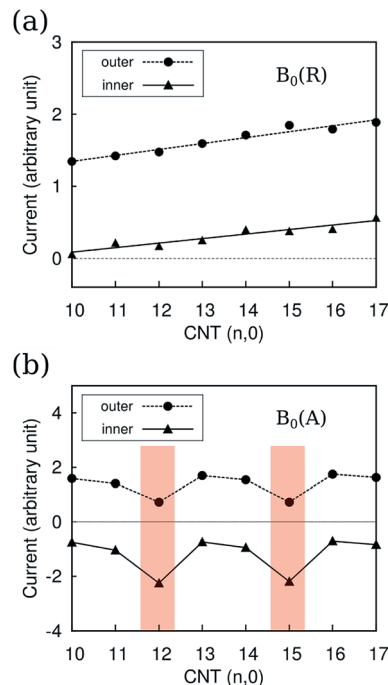 (a)
3
2
1
0
Current (arbitrary unit)
outer
inner
B₀(R)
10 11 12 13 14 15 16 17
CNT (n,0)
(b)
4
2
0
-2
-4
Current (arbitrary unit)
outer
inner
B₀(A)
10 11 12 13 14 15 16 17
CNT (n,0)